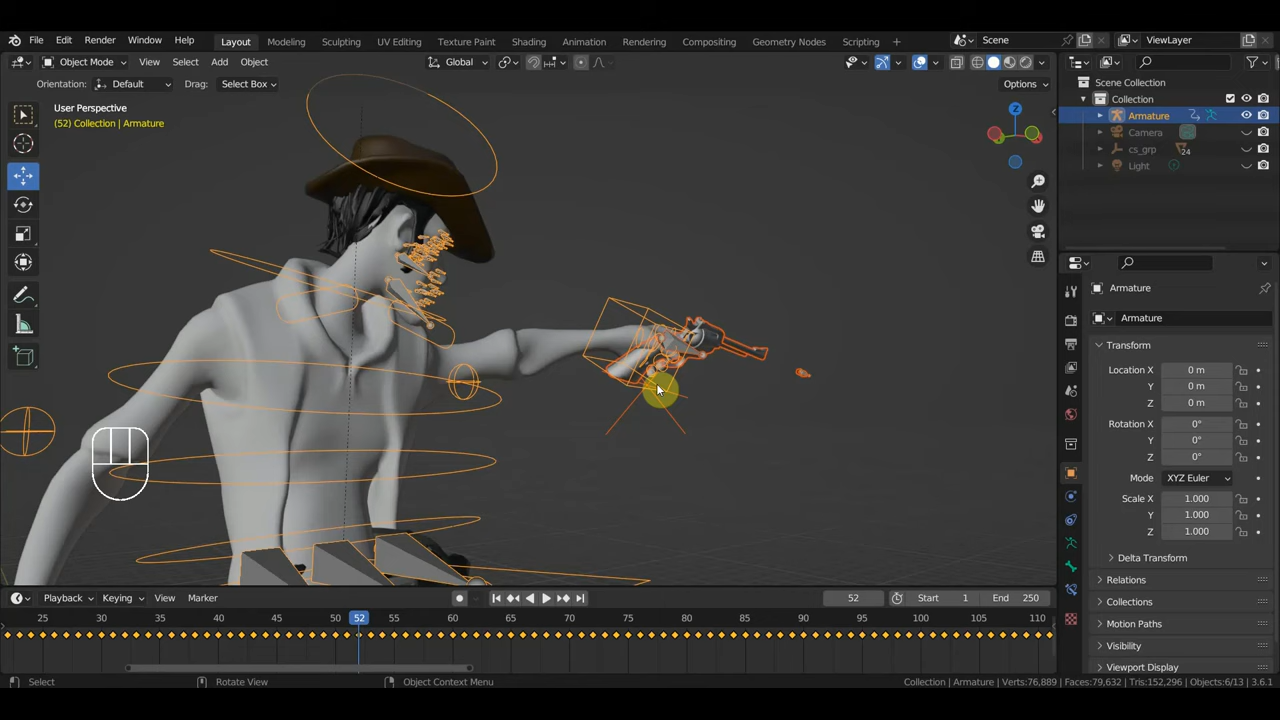 File Edit Render Window Help Layout Modeling Sculpting UV Editing Texture Paint Shading Animation Rendering Compositing Geometry Nodes Scripting + Scene ViewLayer
Object Mode View Select Add Object Global Options
Orientation: Default Drag: Select Box
User Perspective
(52) Collection | Armature
Z
Scene Collection
Collection
Armature
Camera
cs_grp 24
Light
Armature
Armature
Transform
Location X 0 m
Y 0 m
Z 0 m
Rotation X 0°
Y 0°
Z 0°
Mode XYZ Euler
Scale X 1.000
Y 1.000
Z 1.000
Delta Transform
Relations
Collections
Motion Paths
Visibility
Viewport Display
Playback Keying View Marker 52 Start 1 End 250
25 30 35 40 45 50 52 55 60 65 70 75 80 85 90 95 100 105 110
Select Rotate View Object Context Menu Collection | Armature | Verts:76,889 | Faces:79,632 | Tris:152,296 | Objects:6/13 | 3.6.1